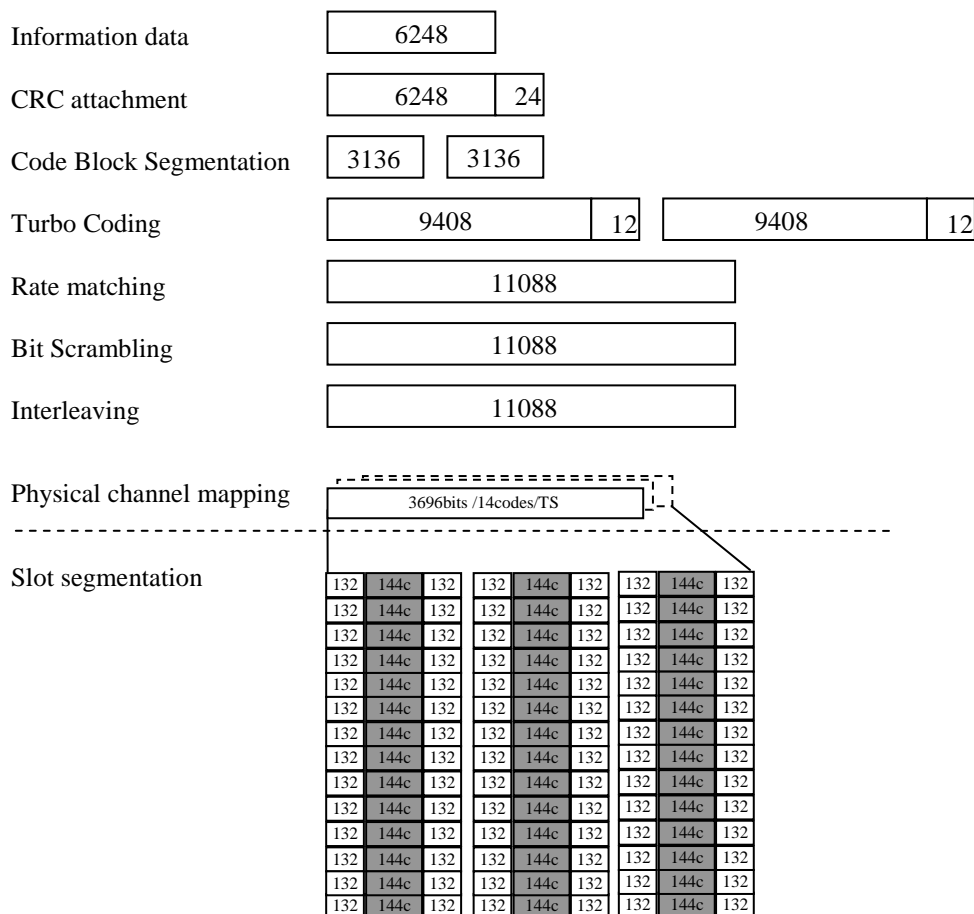 Information data 6248
CRC attachment 6248 24
Code Block Segmentation 3136 3136
Turbo Coding 9408 12 9408 12
Rate matching 11088
Bit Scrambling 11088
Interleaving 11088
Physical channel mapping 3696bits /14codes/TS
Slot segmentation
132 144c 132 132 144c 132 132 144c 132
132 144c 132 132 144c 132 132 144c 132
132 144c 132 132 144c 132 132 144c 132
132 144c 132 132 144c 132 132 144c 132
132 144c 132 132 144c 132 132 144c 132
132 144c 132 132 144c 132 132 144c 132
132 144c 132 132 144c 132 132 144c 132
132 144c 132 132 144c 132 132 144c 132
132 144c 132 132 144c 132 132 144c 132
132 144c 132 132 144c 132 132 144c 132
132 144c 132 132 144c 132 132 144c 132
132 144c 132 132 144c 132 132 144c 132
132 144c 132 132 144c 132 132 144c 132
132 144c 132 132 144c 132 132 144c 132